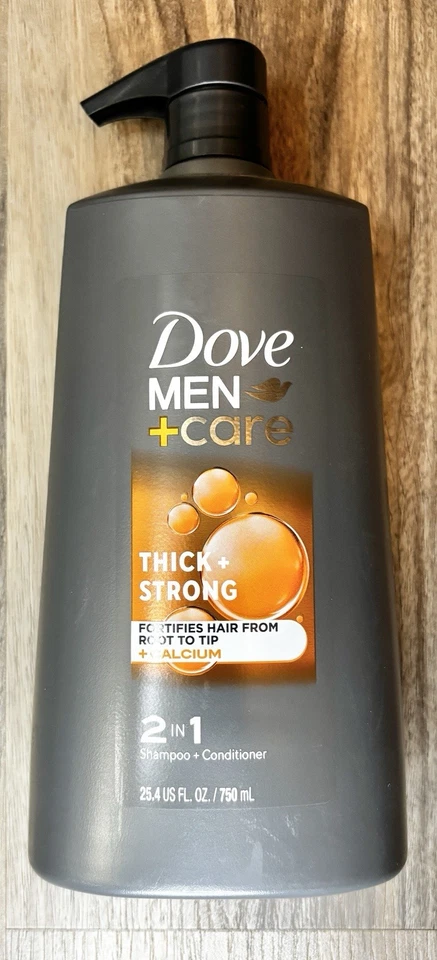 Dove
MEN
+care
THICK +
STRONG
FORTIFIES HAIR FROM
ROOT TO TIP
+CALCIUM
2 IN 1
Shampoo + Conditioner
25.4 US FL. OZ. / 750 mL